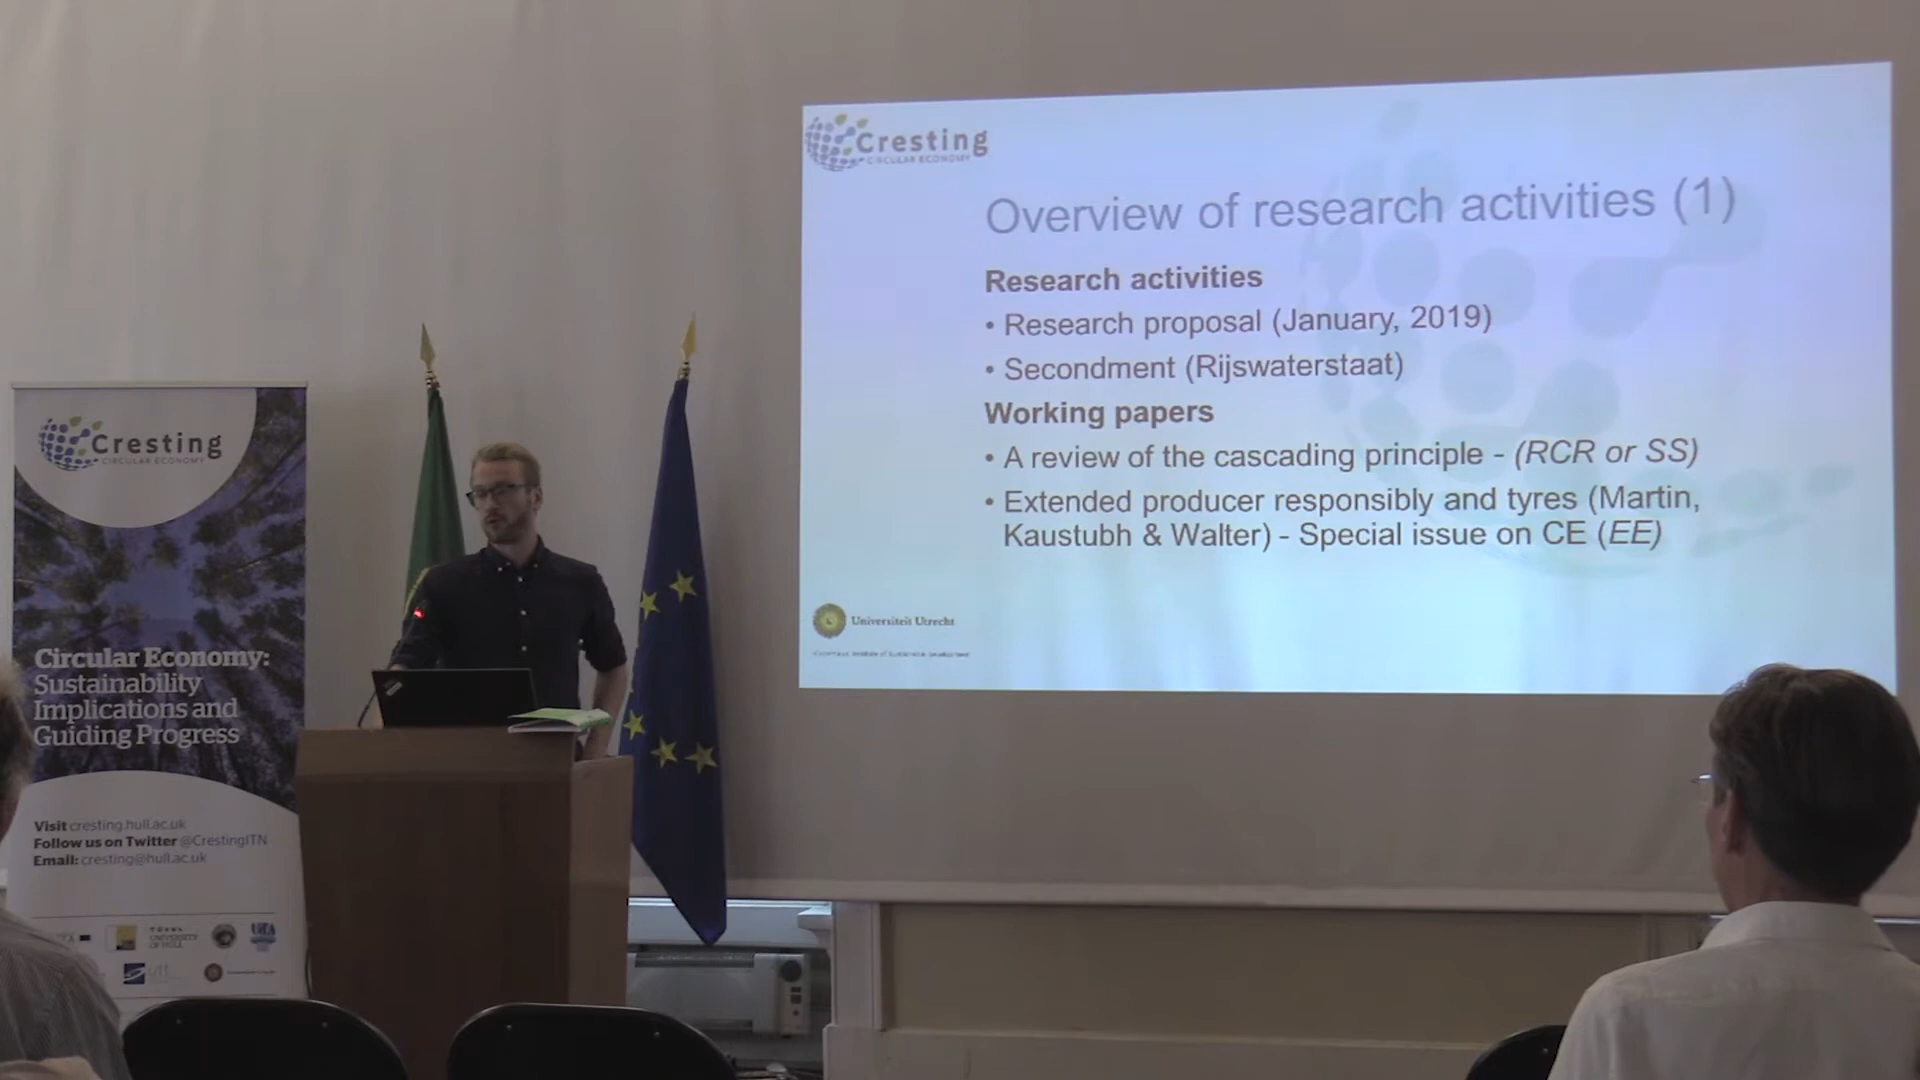 Cresting
CIRCULAR ECONOMY
Overview of research activities (1)
Research activities
• Research proposal (January, 2019)
• Secondment (Rijswaterstaat)
Working papers
• A review of the cascading principle - (RCR or SS)
• Extended producer responsibly and tyres (Martin,
Kaustubh & Walter) - Special issue on CE (EE)
Universiteit Utrecht
Cresting
CIRCULAR ECONOMY
Circular Economy:
Sustainability
Implications and
Guiding Progress
Visit cresting.hull.ac.uk
Follow us on Twitter @CrestingITN
Email: cresting@hull.ac.uk
UNIVERSITY
OF HULL